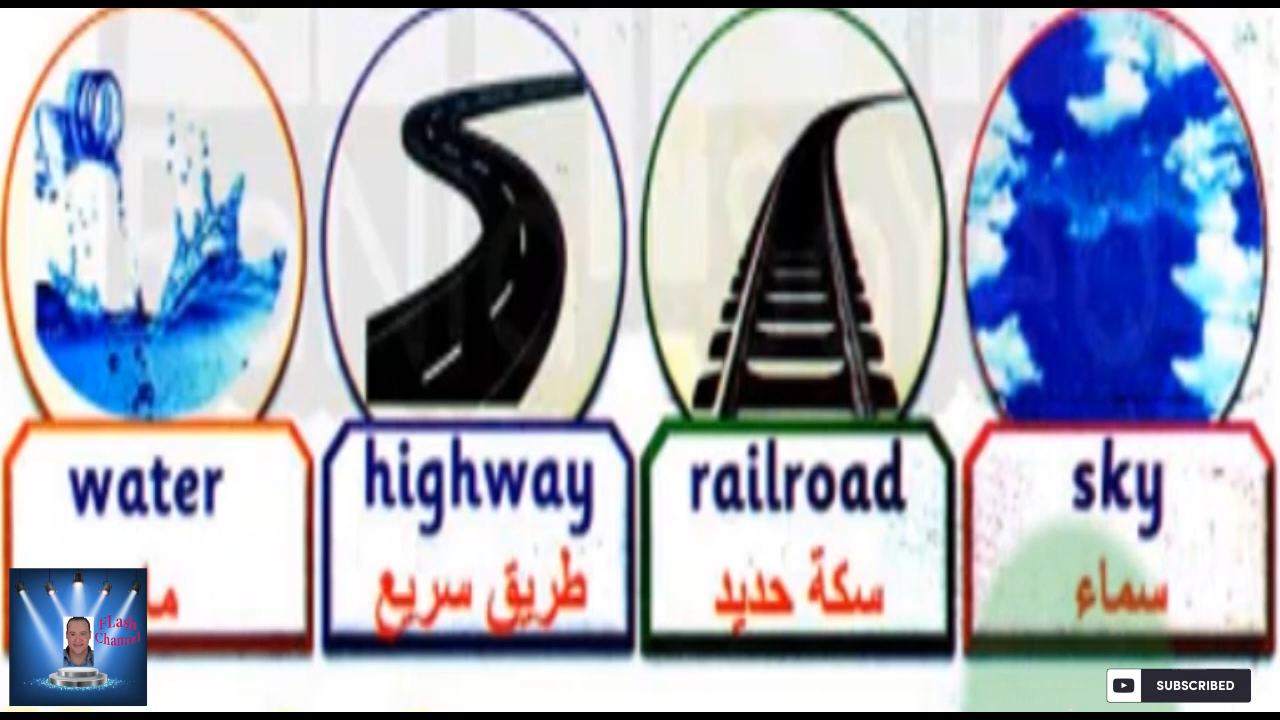 water
highway
railroad
sky
طريق سريع
سكة حديد
سماء
FLash
Channel
SUBSCRIBED